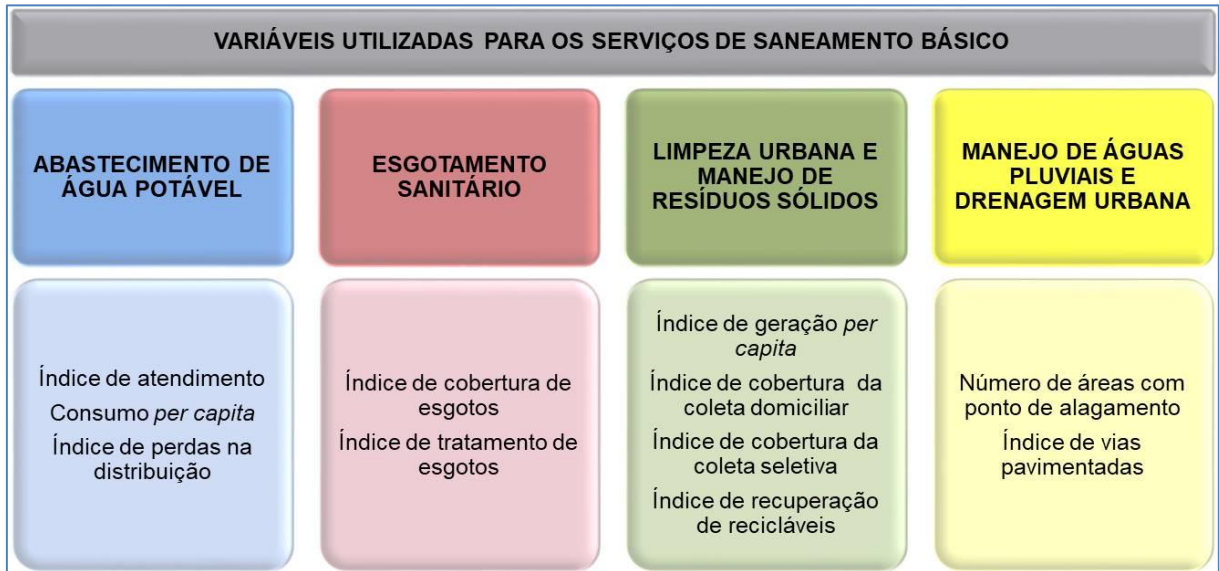 VARIÁVEIS UTILIZADAS PARA OS SERVIÇOS DE SANEAMENTO BÁSICO
ABASTECIMENTO DE
ÁGUA POTÁVEL
Índice de atendimento
Consumo per capita
Índice de perdas na
distribuição
ESGOTAMENTO
SANITÁRIO
Índice de cobertura de
esgotos
Índice de tratamento de
esgotos
LIMPEZA URBANA E
MANEJO DE
RESÍDUOS SÓLIDOS
Índice de geração per
capita
Índice de cobertura da
coleta domiciliar
Índice de cobertura da
coleta seletiva
Índice de recuperação
de recicláveis
MANEJO DE ÁGUAS
PLUVIAIS E
DRENAGEM URBANA
Número de áreas com
ponto de alagamento
Índice de vias
pavimentadas